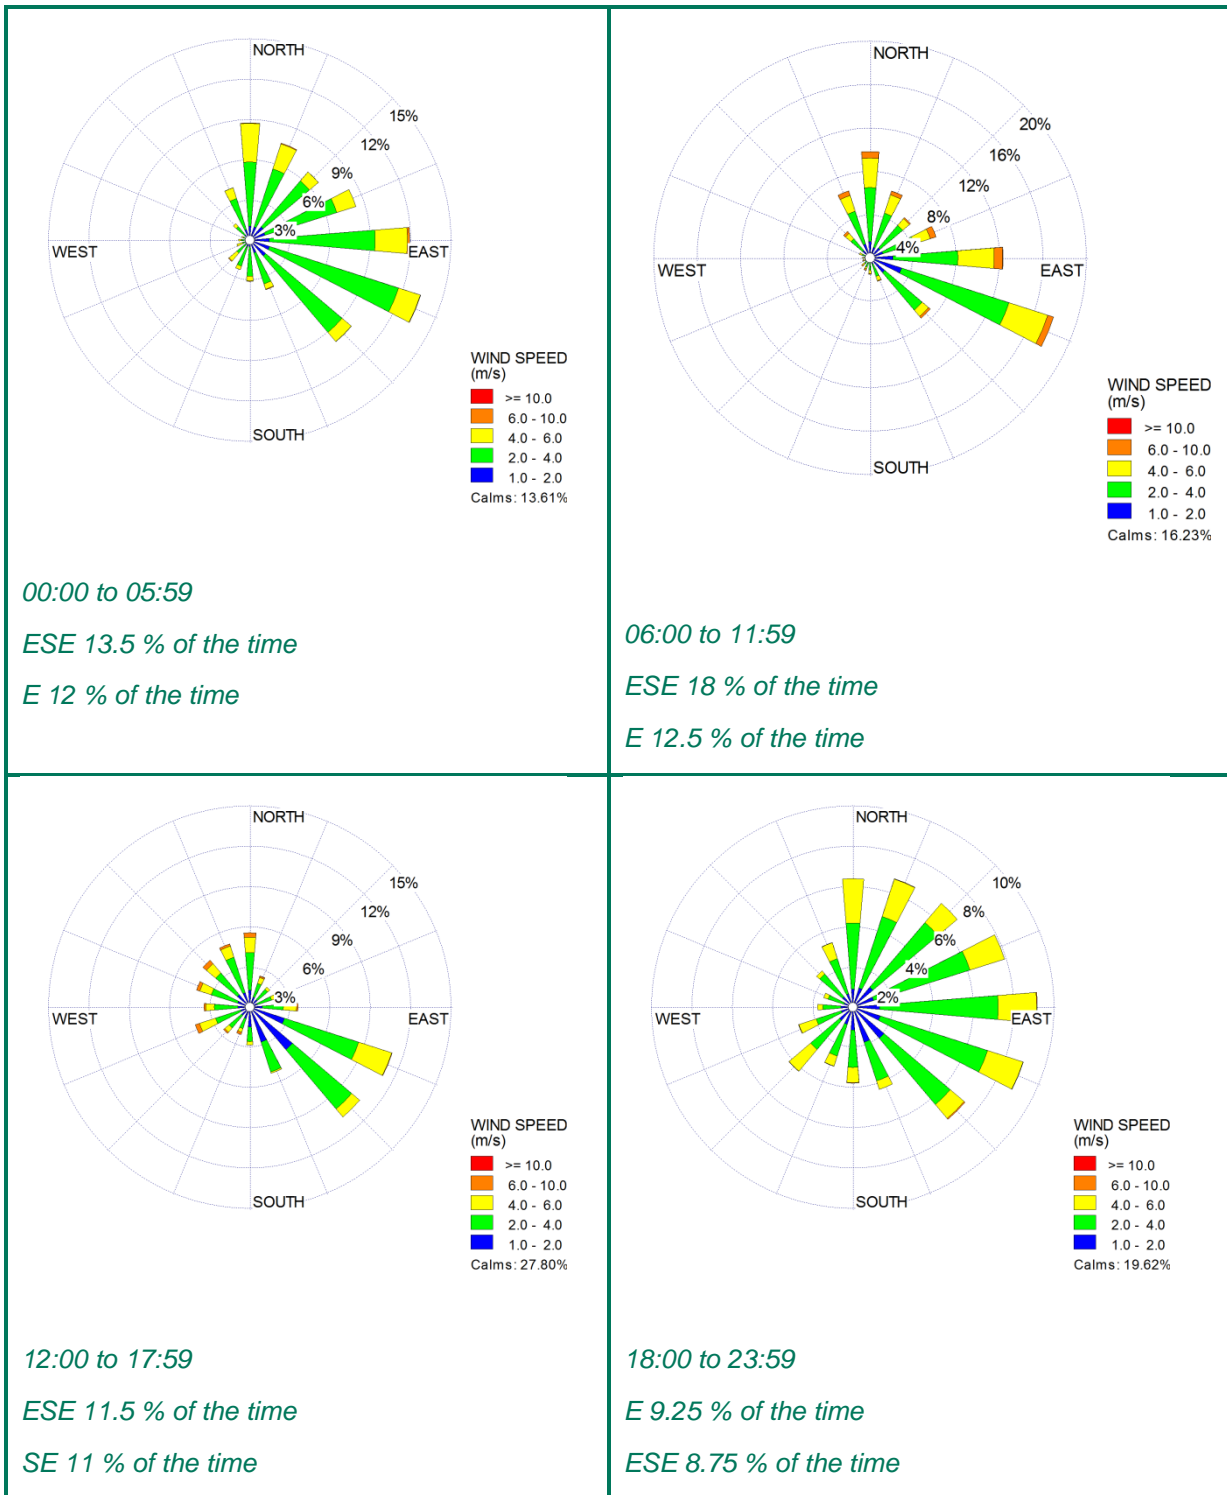 NORTH
15%
12%
9%
6%
3%
WEST
EAST
SOUTH
WIND SPEED
(m/s)
>= 10.0
6.0 - 10.0
4.0 - 6.0
2.0 - 4.0
1.0 - 2.0
Calms: 13.61%
00:00 to 05:59
ESE 13.5 % of the time
E 12 % of the time
NORTH
20%
16%
12%
8%
4%
WEST
EAST
SOUTH
WIND SPEED
(m/s)
>= 10.0
6.0 - 10.0
4.0 - 6.0
2.0 - 4.0
1.0 - 2.0
Calms: 16.23%
06:00 to 11:59
ESE 18 % of the time
E 12.5 % of the time
NORTH
15%
12%
9%
6%
3%
WEST
EAST
SOUTH
WIND SPEED
(m/s)
>= 10.0
6.0 - 10.0
4.0 - 6.0
2.0 - 4.0
1.0 - 2.0
Calms: 27.80%
12:00 to 17:59
ESE 11.5 % of the time
SE 11 % of the time
NORTH
10%
8%
6%
4%
2%
WEST
EAST
SOUTH
WIND SPEED
(m/s)
>= 10.0
6.0 - 10.0
4.0 - 6.0
2.0 - 4.0
1.0 - 2.0
Calms: 19.62%
18:00 to 23:59
E 9.25 % of the time
ESE 8.75 % of the time